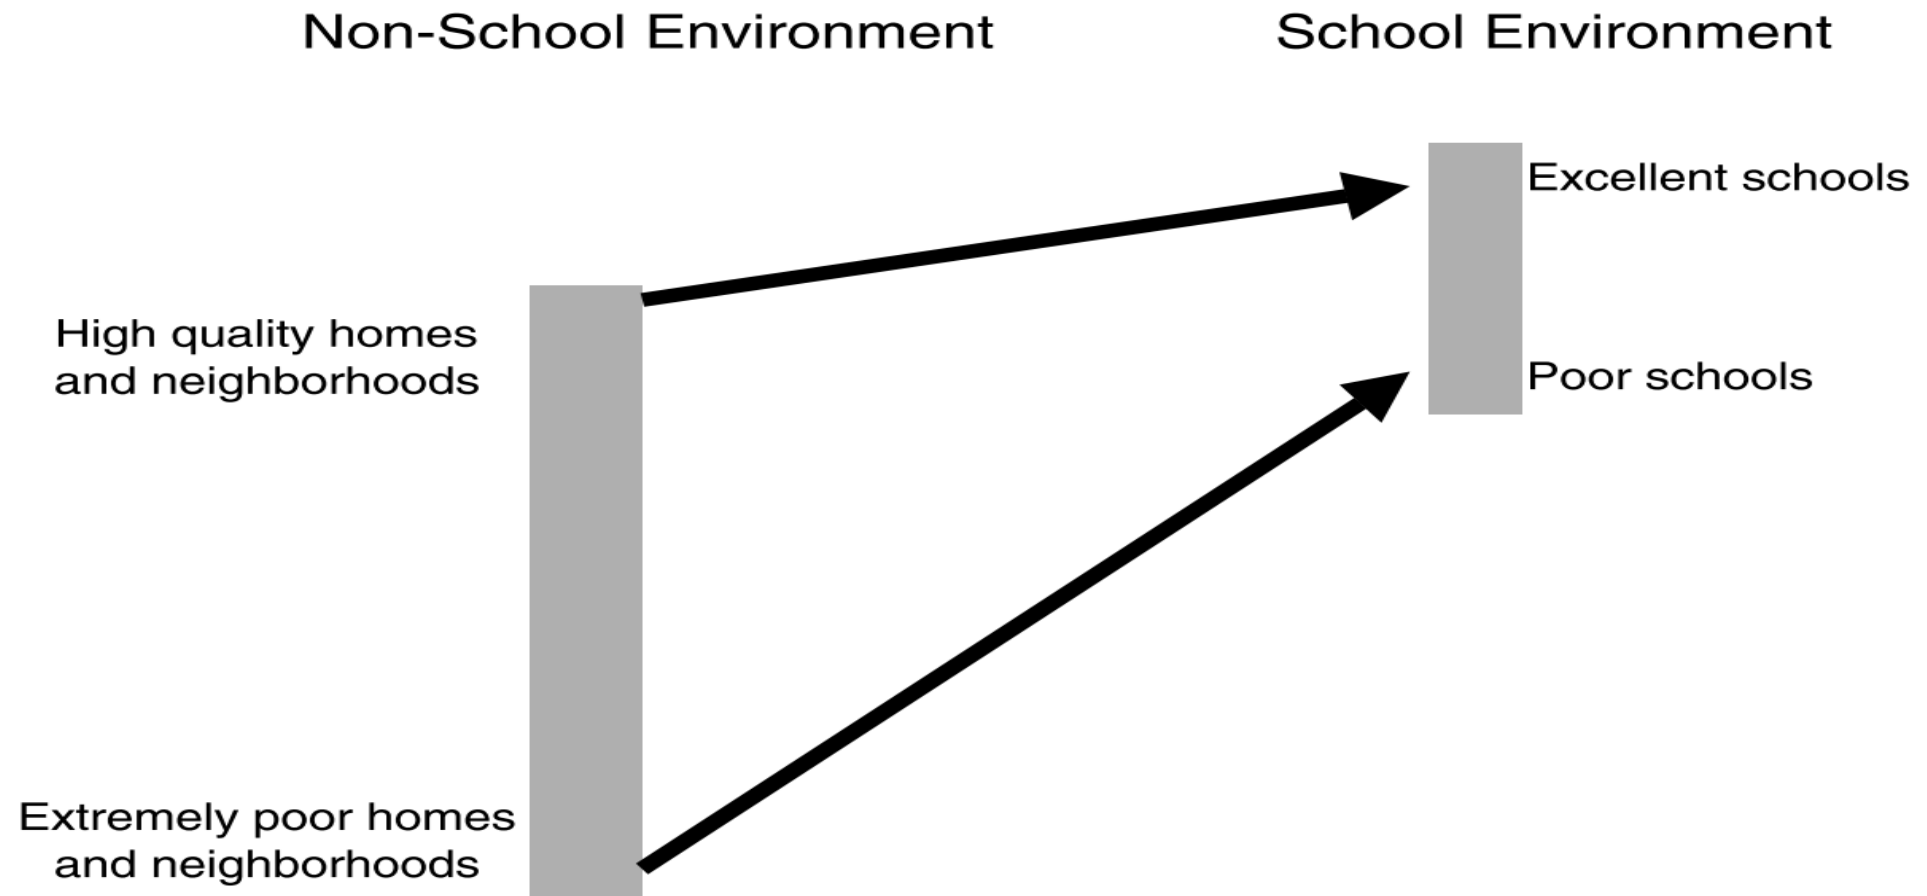 Non-School Environment
School Environment
Excellent schools
High quality homes
and neighborhoods
Poor schools
Extremely poor homes
and neighborhoods